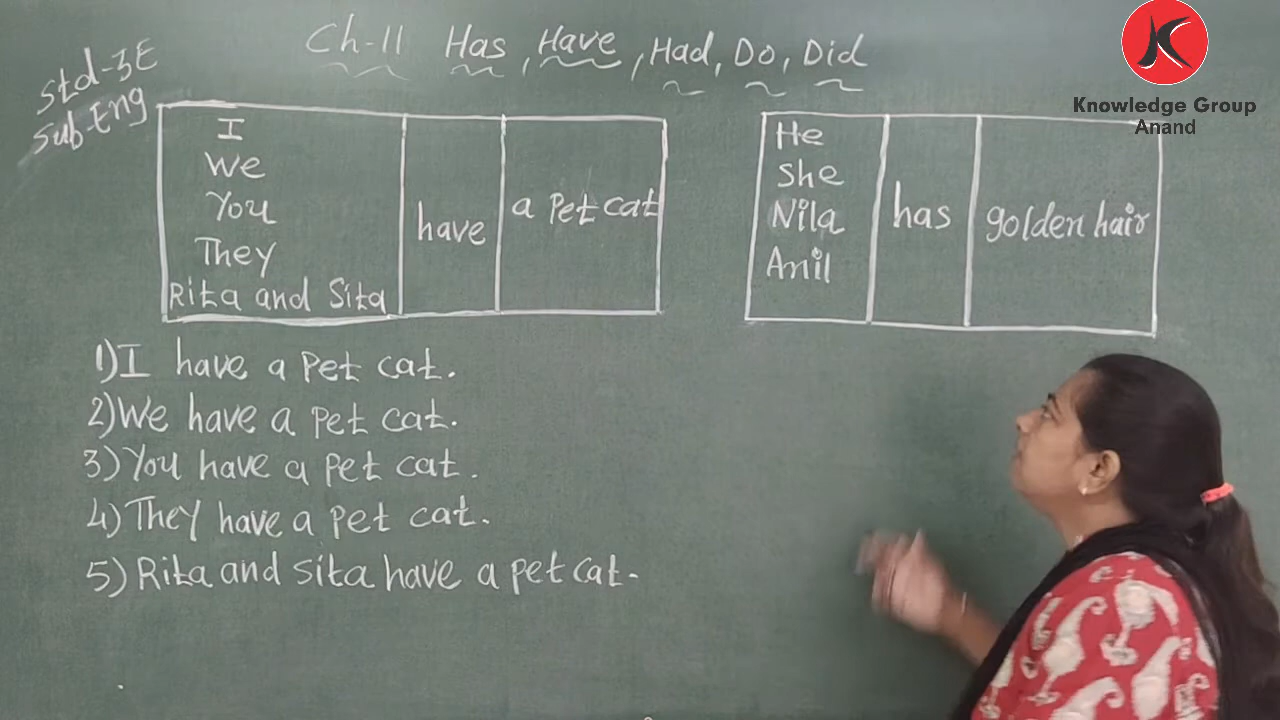 Ch-11 Has, Have, Had, Do, Did
Std-3E
Sub-Eng
I
We
You
They
Rita and Sita
have
a Pet cat
He
She
Nila
Anil
has
golden hair
1) I have a Pet cat.
2) We have a pet cat.
3) You have a pet cat.
4) They have a pet cat.
5) Rita and sita have a pet cat.
K
Knowledge Group
Anand